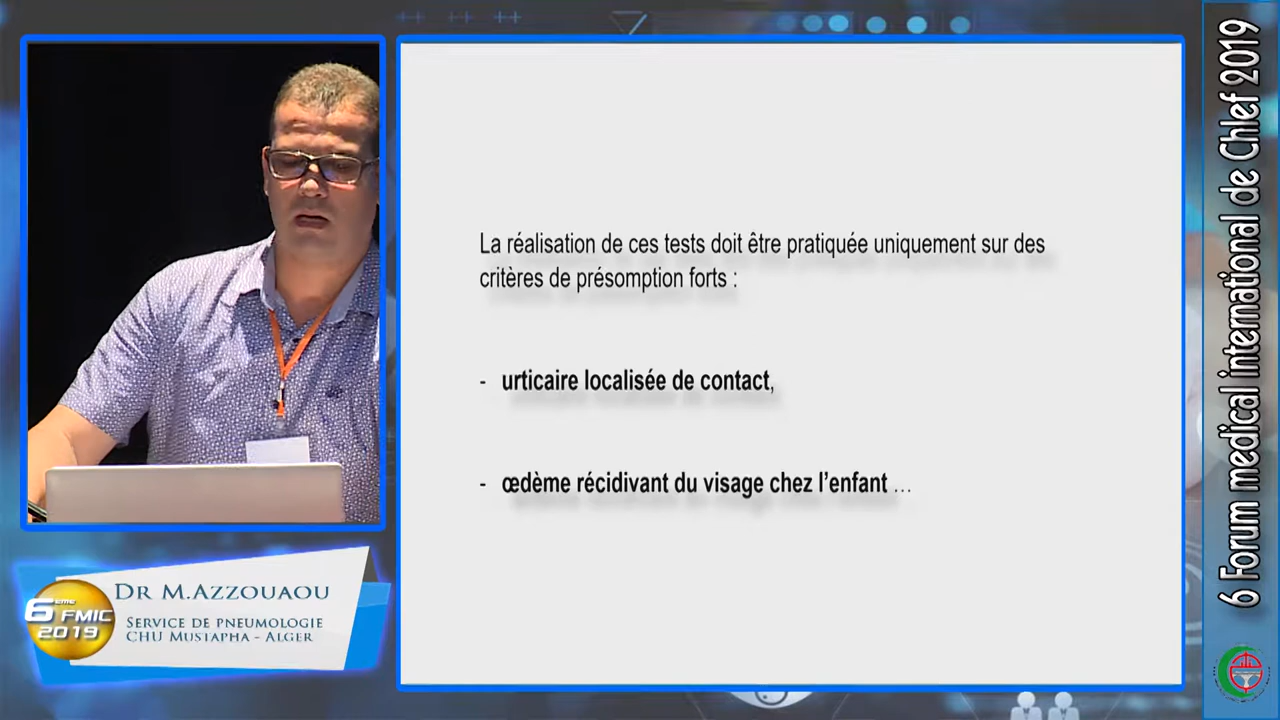 La réalisation de ces tests doit être pratiquée uniquement sur des
critères de présomption forts :
- urticaire localisée de contact,
- œdème récidivant du visage chez l'enfant ...
6ÈME FMIC
2019
DR M.AZZOUAOU
SERVICE DE PNEUMOLOGIE
CHU MUSTAPHA - ALGER
6 Forum medical international de Chlef 2019